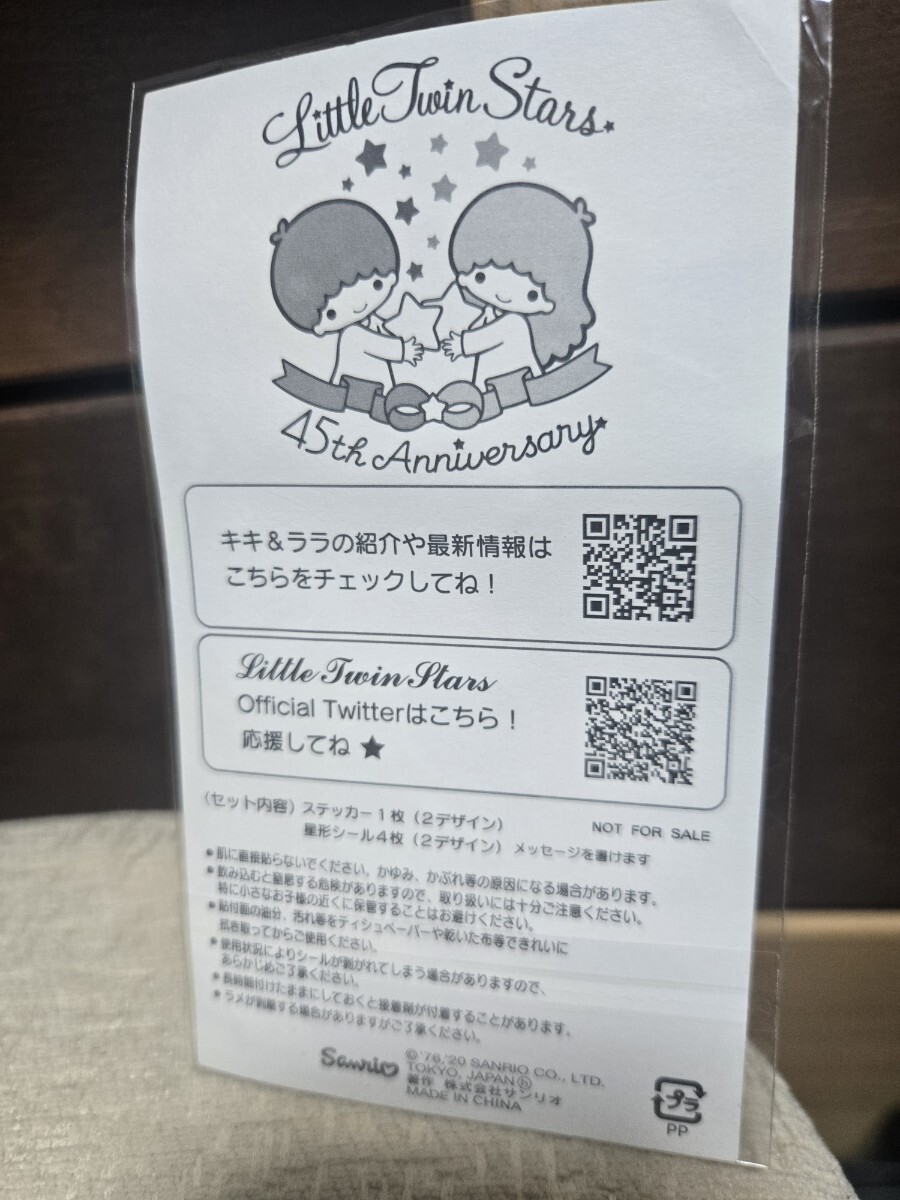 Little Twin Stars
45th Anniversary
キキ＆ララの紹介や最新情報は
こちらをチェックしてね！
Little Twin Stars
Official Twitterはこちら！
応援してね ★
（セット内容）ステッカー１枚（２デザイン）
星形シール４枚（２デザイン）メッセージを書けます
NOT FOR SALE
●肌に直接貼らないでください。かゆみ、かぶれ等の原因になる場合があります。
●飲み込むと窒息する危険がありますので、取り扱いには十分ご注意ください。
特に小さなお子様の近くに保管することはお避けください。
●貼付面の油分、汚れ等をティシュペーパーや乾いた布等できれいに
拭き取ってからご使用ください。
●使用状況によりシールが剥がれてしまう場合がありますので、
あらかじめご了承ください。
●長時間付けたままにしておくと接着剤が付着することがあります。
●ラメが剥離する場合がありますがご了承ください。
Sanrio
© '76,'20 SANRIO CO., LTD.
TOKYO, JAPAN ⓗ
著作 株式会社サンリオ
MADE IN CHINA
プラ
PP